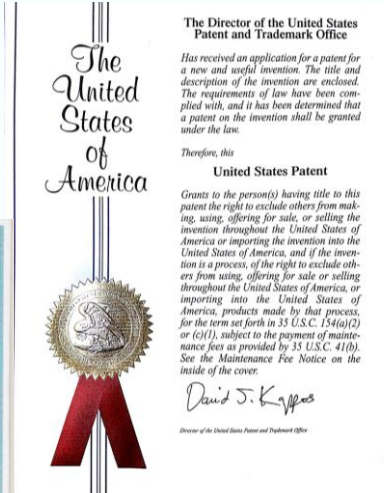 The
United
States
of
America
The Director of the United States
Patent and Trademark Office
Has received an application for a patent for
a new and useful invention. The title and
description of the invention are enclosed.
The requirements of law have been com-
plied with, and it has been determined that
a patent on the invention shall be granted
under the law.
Therefore, this
United States Patent
Grants to the person(s) having title to this
patent the right to exclude others from mak-
ing, using, offering for sale, or selling the
invention throughout the United States of
America or importing the invention into the
United States of America, and if the inven-
tion is a process, of the right to exclude oth-
ers from using, offering for sale or selling
throughout the United States of America, or
importing into the United States of
America, products made by that process,
for the term set forth in 35 U.S.C. 154(a)(2)
or (c)(1), subject to the payment of mainte-
nance fees as provided by 35 U.S.C. 41(b).
See the Maintenance Fee Notice on the
inside of the cover.
David J. Kappos
Director of the United States Patent and Trademark Office